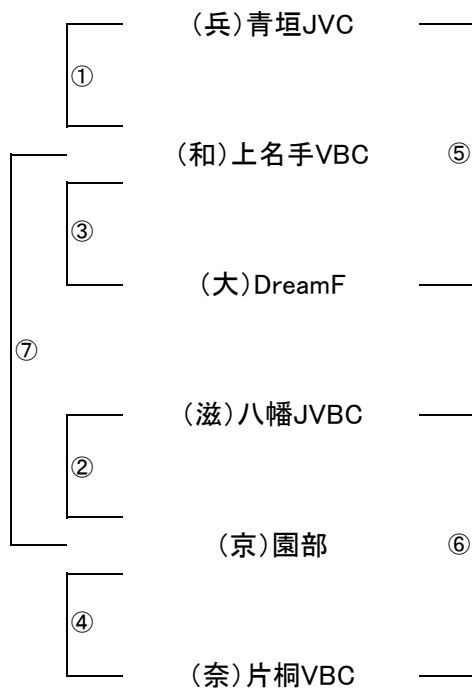 (兵)青垣JVC
①
(和)上名手VBC ⑤
③
(大)DreamF
⑦
(滋)八幡JVBC
②
(京)園部 ⑥
④
(奈)片桐VBC